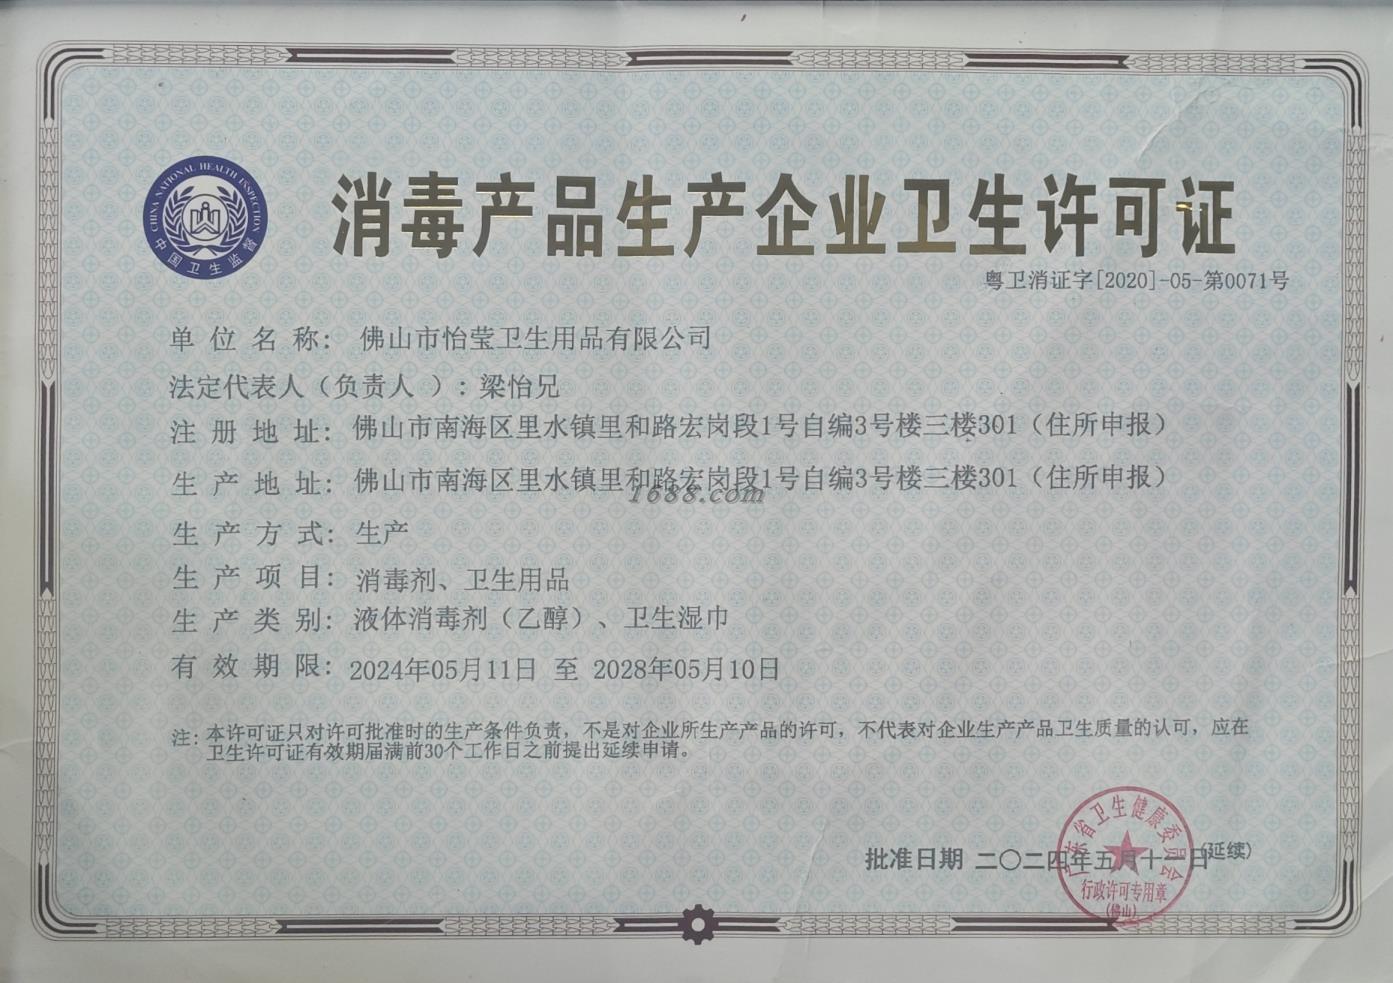 CHINA NATIONAL HEALTH INSPECTION
中国卫生监督
消毒产品生产企业卫生许可证
粤卫消证字[2020]-05-第0071号
单位名称: 佛山市怡莹卫生用品有限公司
法定代表人(负责人 ): 梁怡兄
注册地址: 佛山市南海区里水镇里和路宏岗段1号自编3号楼三楼301(住所申报)
生产地址: 佛山市南海区里水镇里和路宏岗段1号自编3号楼三楼301(住所申报)
1688.com
生产方式: 生产
生产项目: 消毒剂、卫生用品
生产类别: 液体消毒剂(乙醇)、卫生湿巾
有效期限: 2024年05月11日 至 2028年05月10日
注: 本许可证只对许可批准时的生产条件负责,不是对企业所生产产品的许可,不代表对企业生产产品卫生质量的认可,应在
卫生许可证有效期届满前30个工作日之前提出延续申请。
广东省卫生健康委员会
批准日期 二〇二四年五月十一日(延续)
行政许可专用章
(佛山)